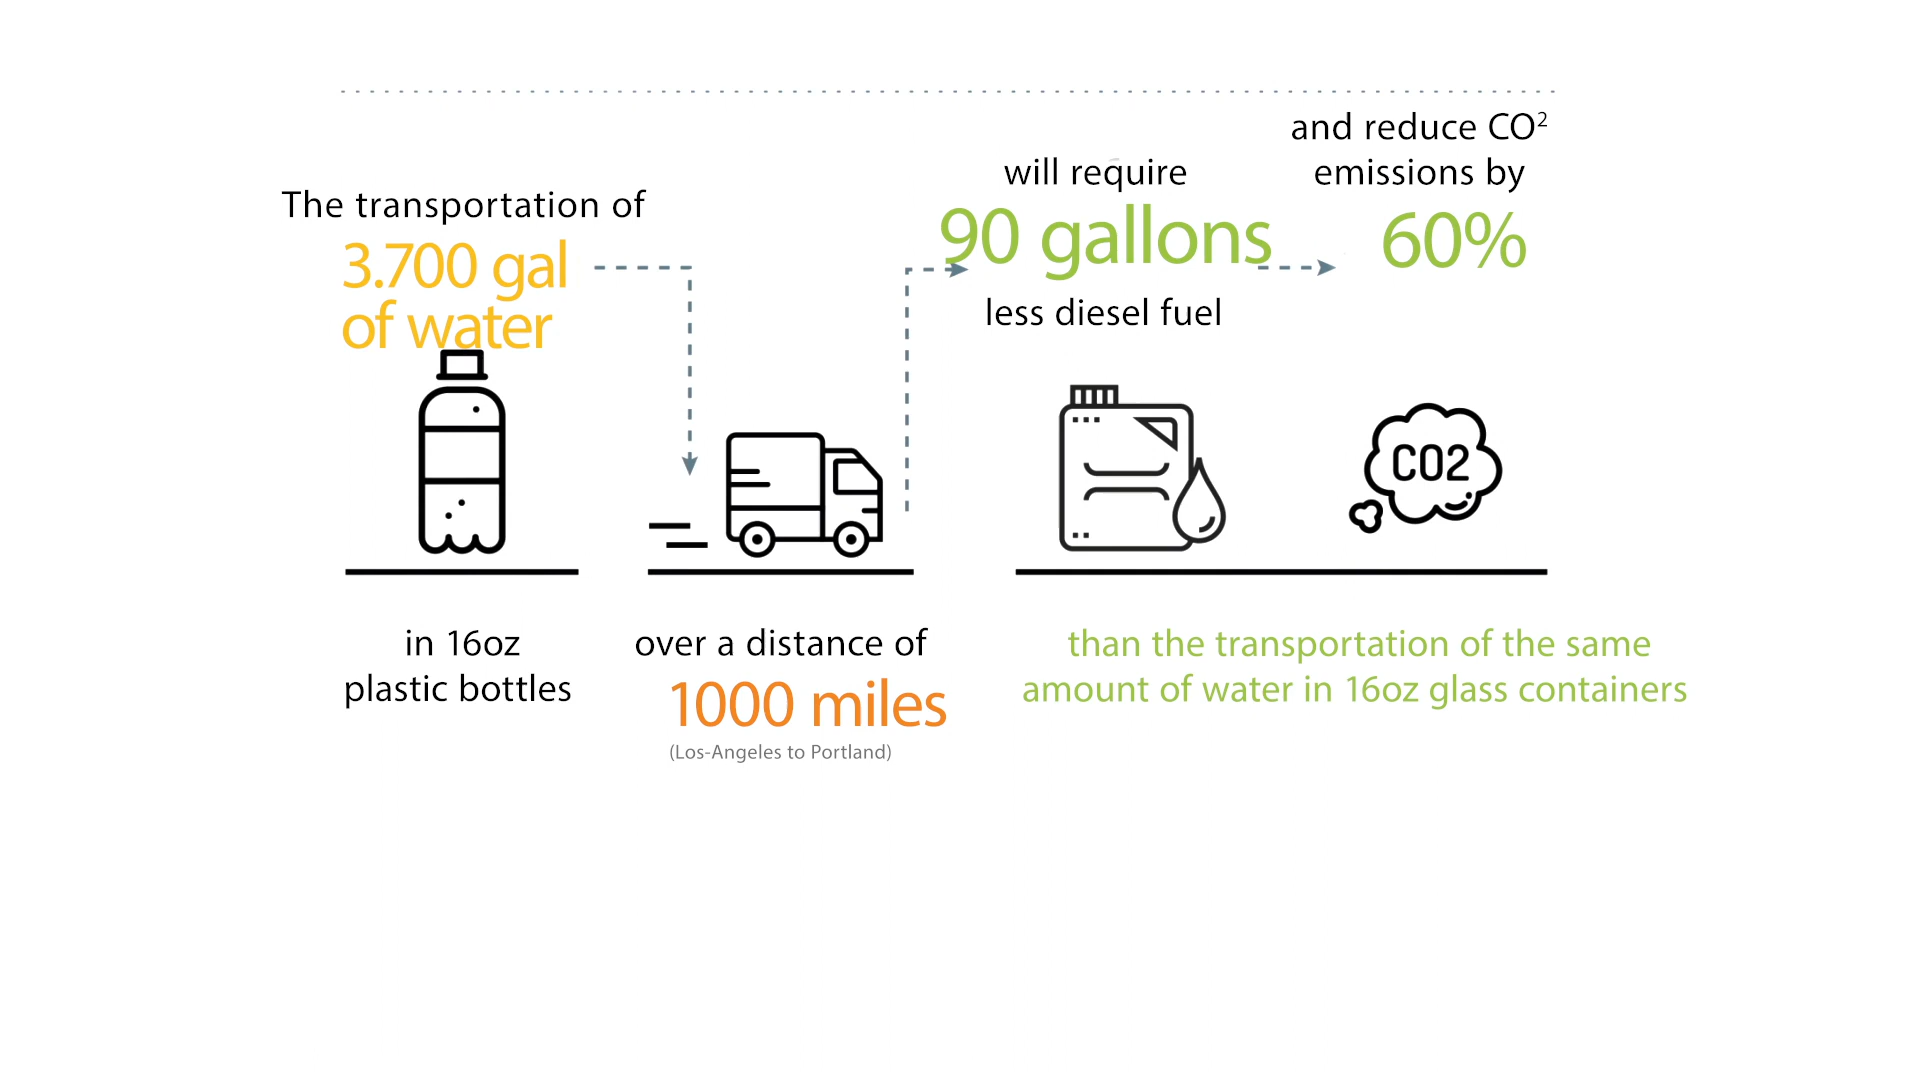 The transportation of
3.700 gal
of water
in 16oz
plastic bottles
over a distance of
1000 miles
(Los-Angeles to Portland)
will require
90 gallons
less diesel fuel
and reduce CO²
emissions by
60%
CO2
than the transportation of the same
amount of water in 16oz glass containers